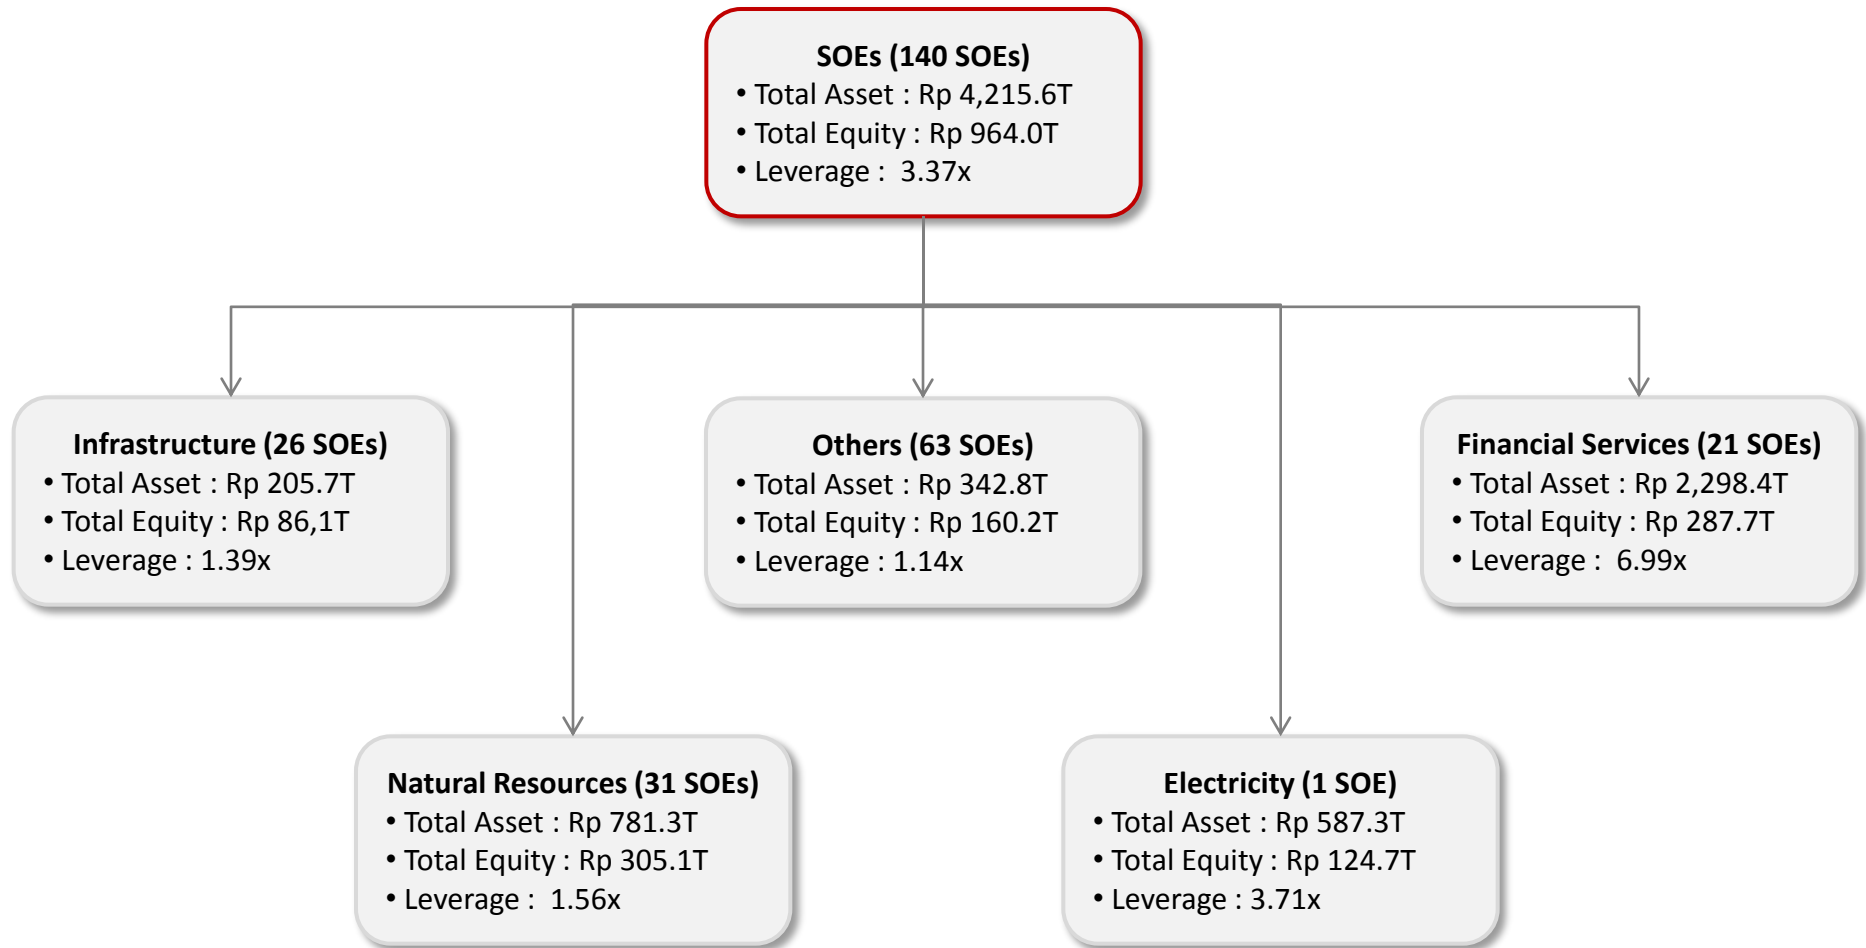 SOEs (140 SOEs)
• Total Asset : Rp 4,215.6T
• Total Equity : Rp 964.0T
• Leverage :  3.37x
Infrastructure (26 SOEs)
• Total Asset : Rp 205.7T
• Total Equity : Rp 86,1T
• Leverage : 1.39x
Others (63 SOEs)
• Total Asset : Rp 342.8T
• Total Equity : Rp 160.2T
• Leverage : 1.14x
Financial Services (21 SOEs)
• Total Asset : Rp 2,298.4T
• Total Equity : Rp 287.7T
• Leverage :  6.99x
Natural Resources (31 SOEs)
• Total Asset : Rp 781.3T
• Total Equity : Rp 305.1T
• Leverage :  1.56x
Electricity (1 SOE)
• Total Asset : Rp 587.3T
• Total Equity : Rp 124.7T
• Leverage : 3.71x